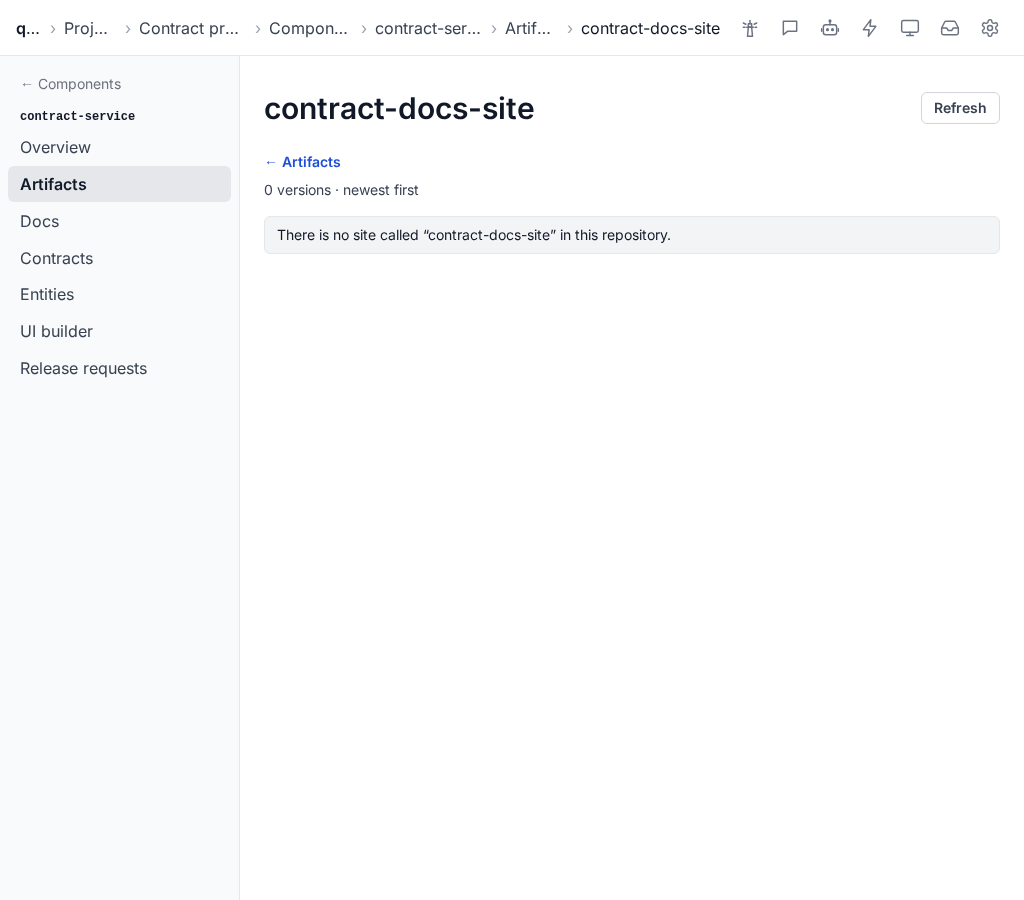 q... › Proj... › Contract pr... › Compon... › contract-ser... › Artif... › contract-docs-site
← Components
contract-service
Overview
Artifacts
Docs
Contracts
Entities
UI builder
Release requests
contract-docs-site
Refresh
← Artifacts
0 versions · newest first
There is no site called “contract-docs-site” in this repository.